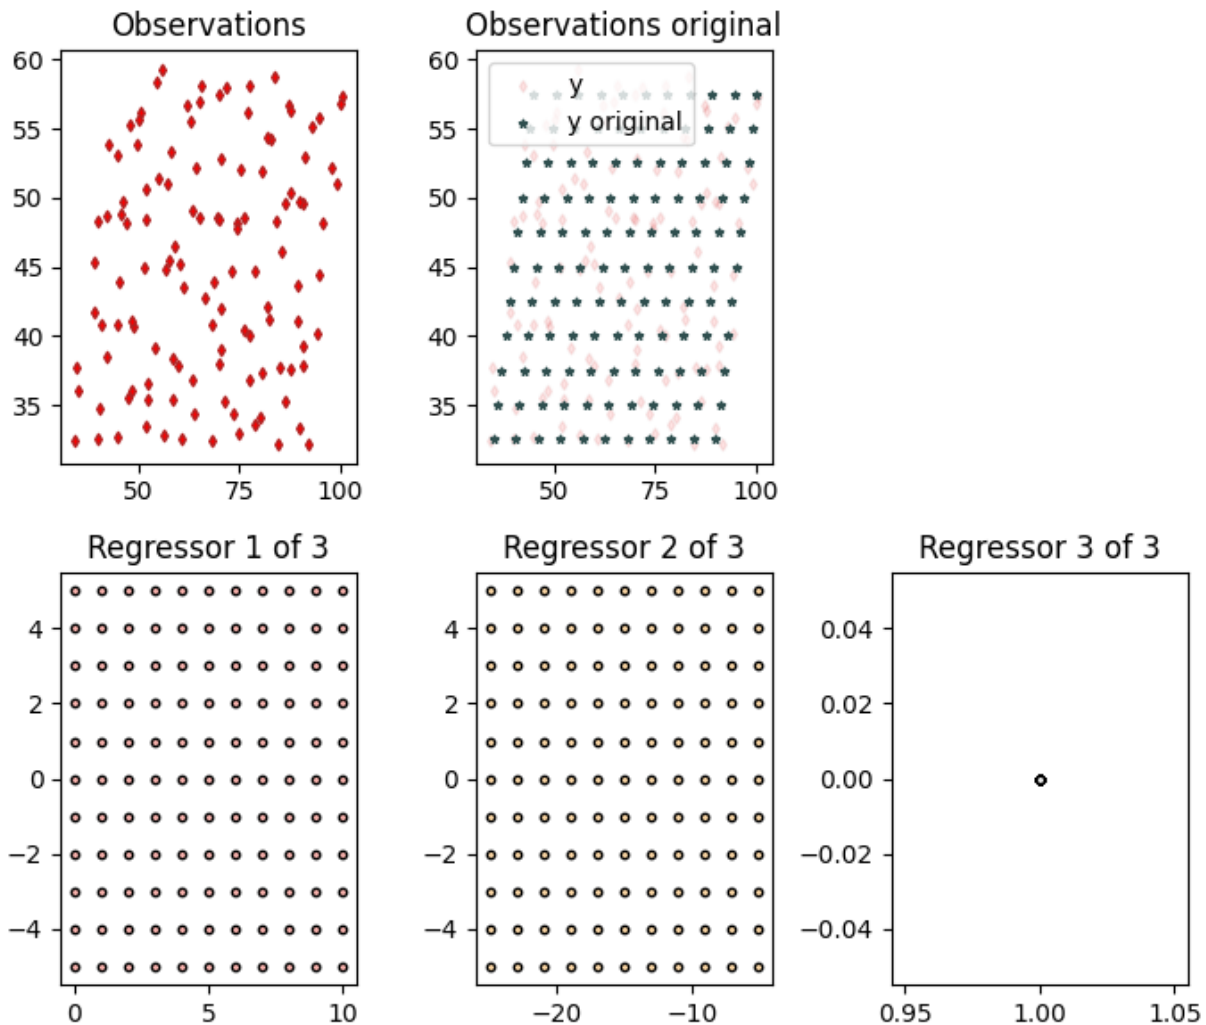 Observations
60
55
50
45
40
35
50 75 100
Observations original
y
y original
60
55
50
45
40
35
50 75 100
Regressor 1 of 3
4
2
0
−2
−4
0 5 10
Regressor 2 of 3
4
2
0
−2
−4
−20 −10
Regressor 3 of 3
0.04
0.02
0.00
−0.02
−0.04
0.95 1.00 1.05